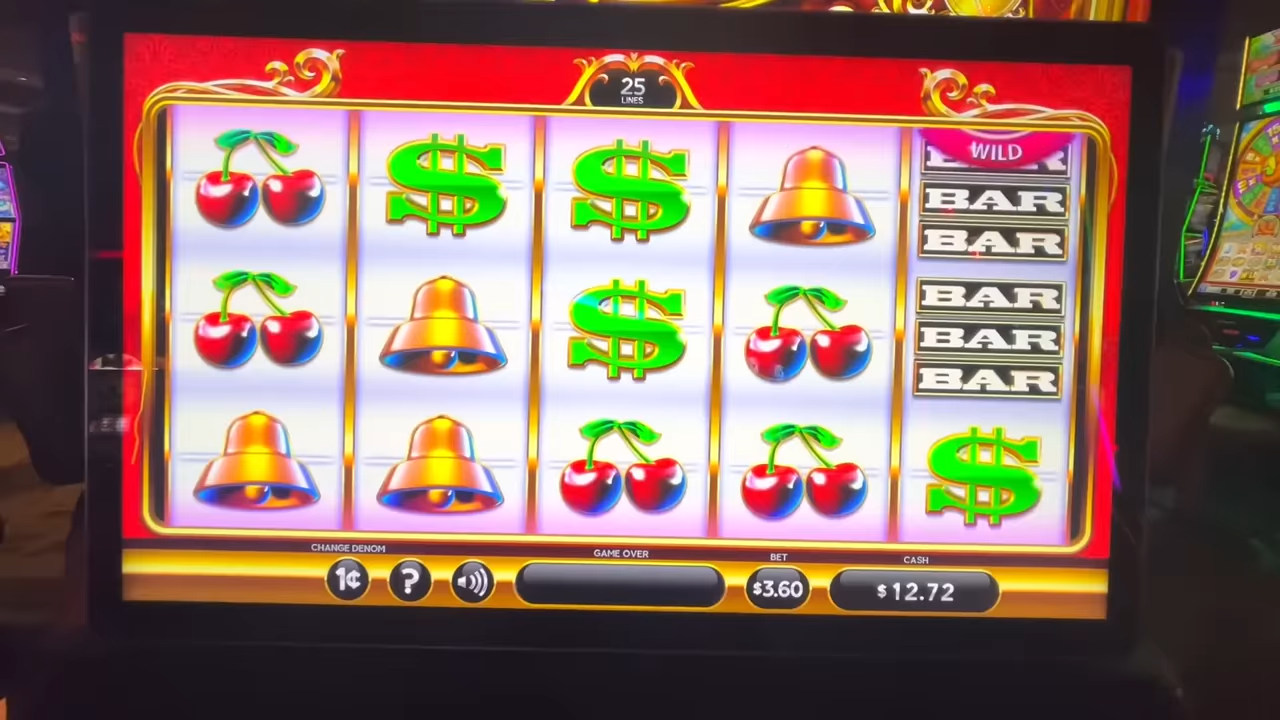 25
LINES
WILD
BAR
BAR
BAR
BAR
BAR
BAR
CHANGE DENOM
GAME OVER
BET
CASH
1¢
?
$3.60
$12.72